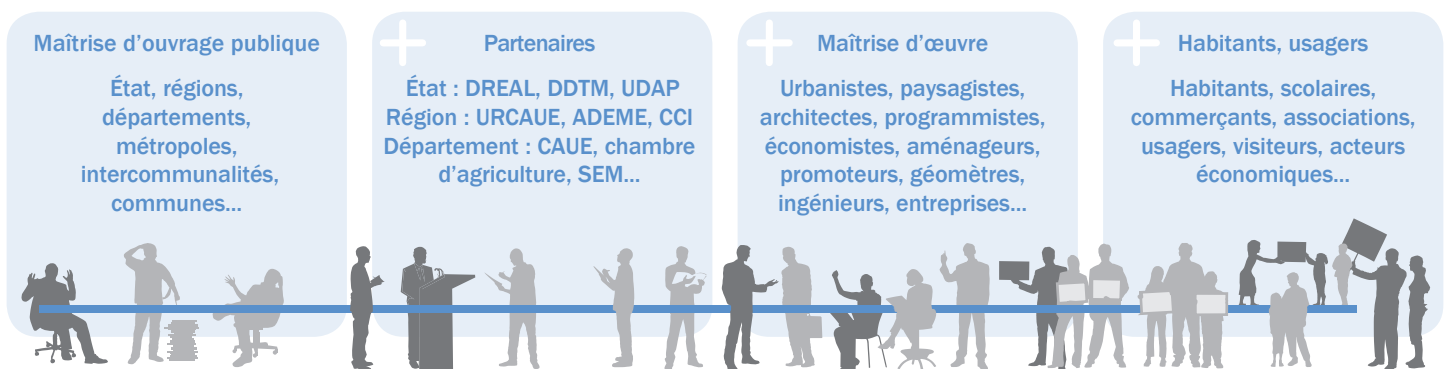 Maîtrise d’ouvrage publique
État, régions,
départements,
métropoles,
intercommunalités,
communes...
Partenaires
État : DREAL, DDTM, UDAP
Région : URCAUE, ADEME, CCI
Département : CAUE, chambre
d’agriculture, SEM...
Maîtrise d’œuvre
Urbanistes, paysagistes,
architectes, programmistes,
économistes, aménageurs,
promoteurs, géomètres,
ingénieurs, entreprises...
Habitants, usagers
Habitants, scolaires,
commerçants, associations,
usagers, visiteurs, acteurs
économiques...